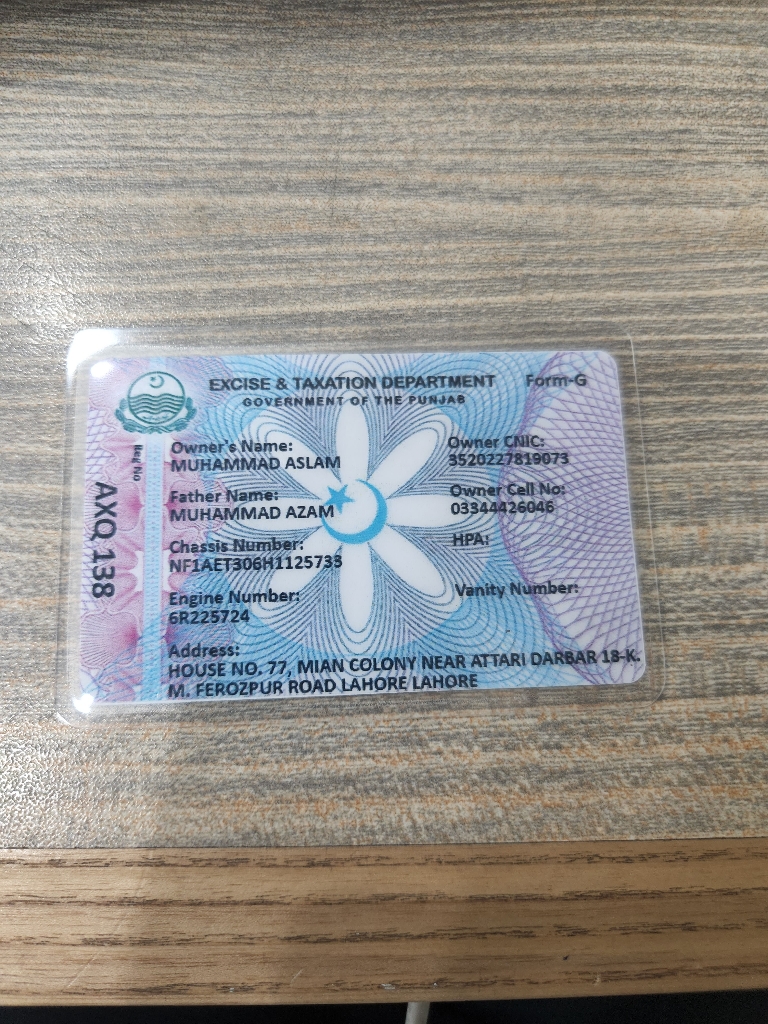 EXCISE & TAXATION DEPARTMENT Form-G
GOVERNMENT OF THE PUNJAB
Reg No
AXQ 138
Owner's Name:
MUHAMMAD ASLAM
Owner CNIC:
3520227819073
Father Name:
MUHAMMAD AZAM
Owner Cell No:
03344426046
Chassis Number:
NF1AET306H1125733
HPA:
Engine Number:
6R225724
Vanity Number:
Address:
HOUSE NO. 77, MIAN COLONY NEAR ATTARI DARBAR 18-K.
M. FEROZPUR ROAD LAHORE LAHORE